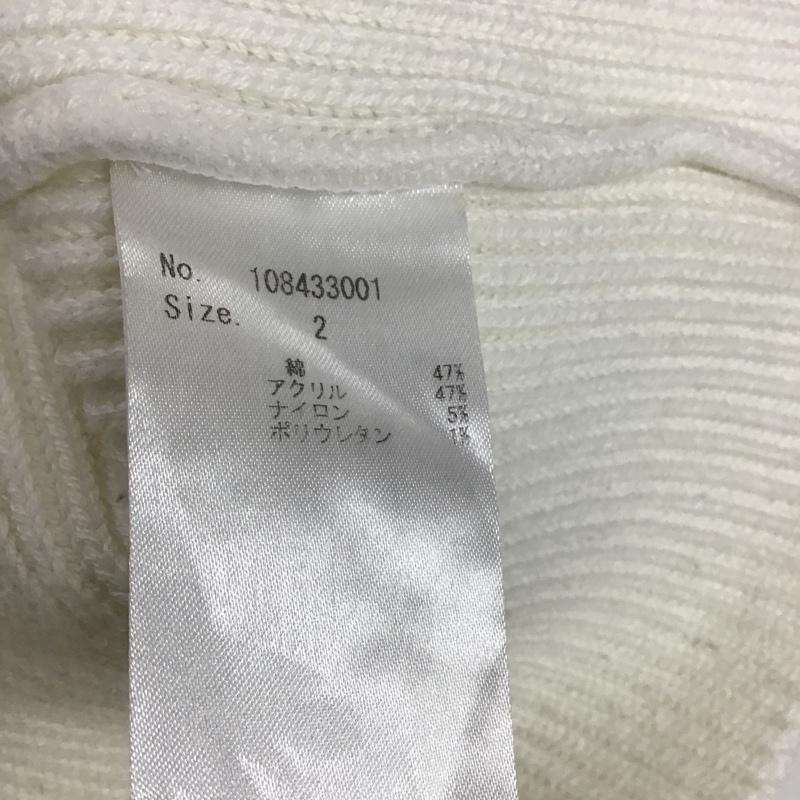 No. 108433001
Size. 2
綿 47%
アクリル 47%
ナイロン 5%
ポリウレタン 1%